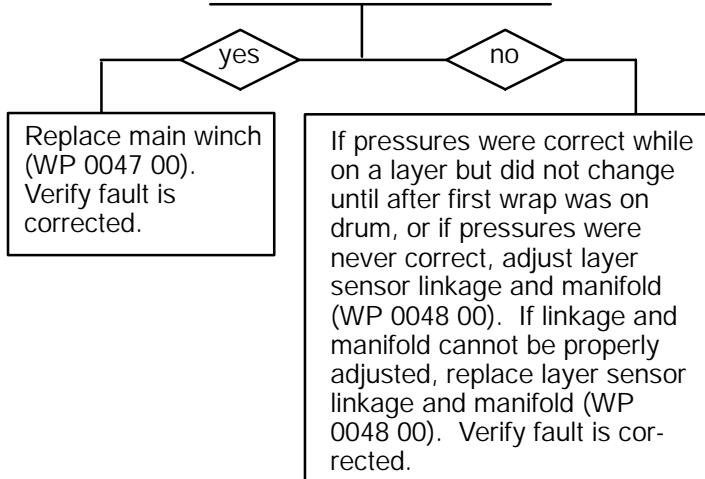 yes
no
Replace main winch
(WP 0047 00).
Verify fault is
corrected.
If pressures were correct while
on a layer but did not change
until after first wrap was on
drum, or if pressures were
never correct, adjust layer
sensor linkage and manifold
(WP 0048 00).  If linkage and
manifold cannot be properly
adjusted, replace layer sensor
linkage and manifold (WP
0048 00).  Verify fault is cor-
rected.